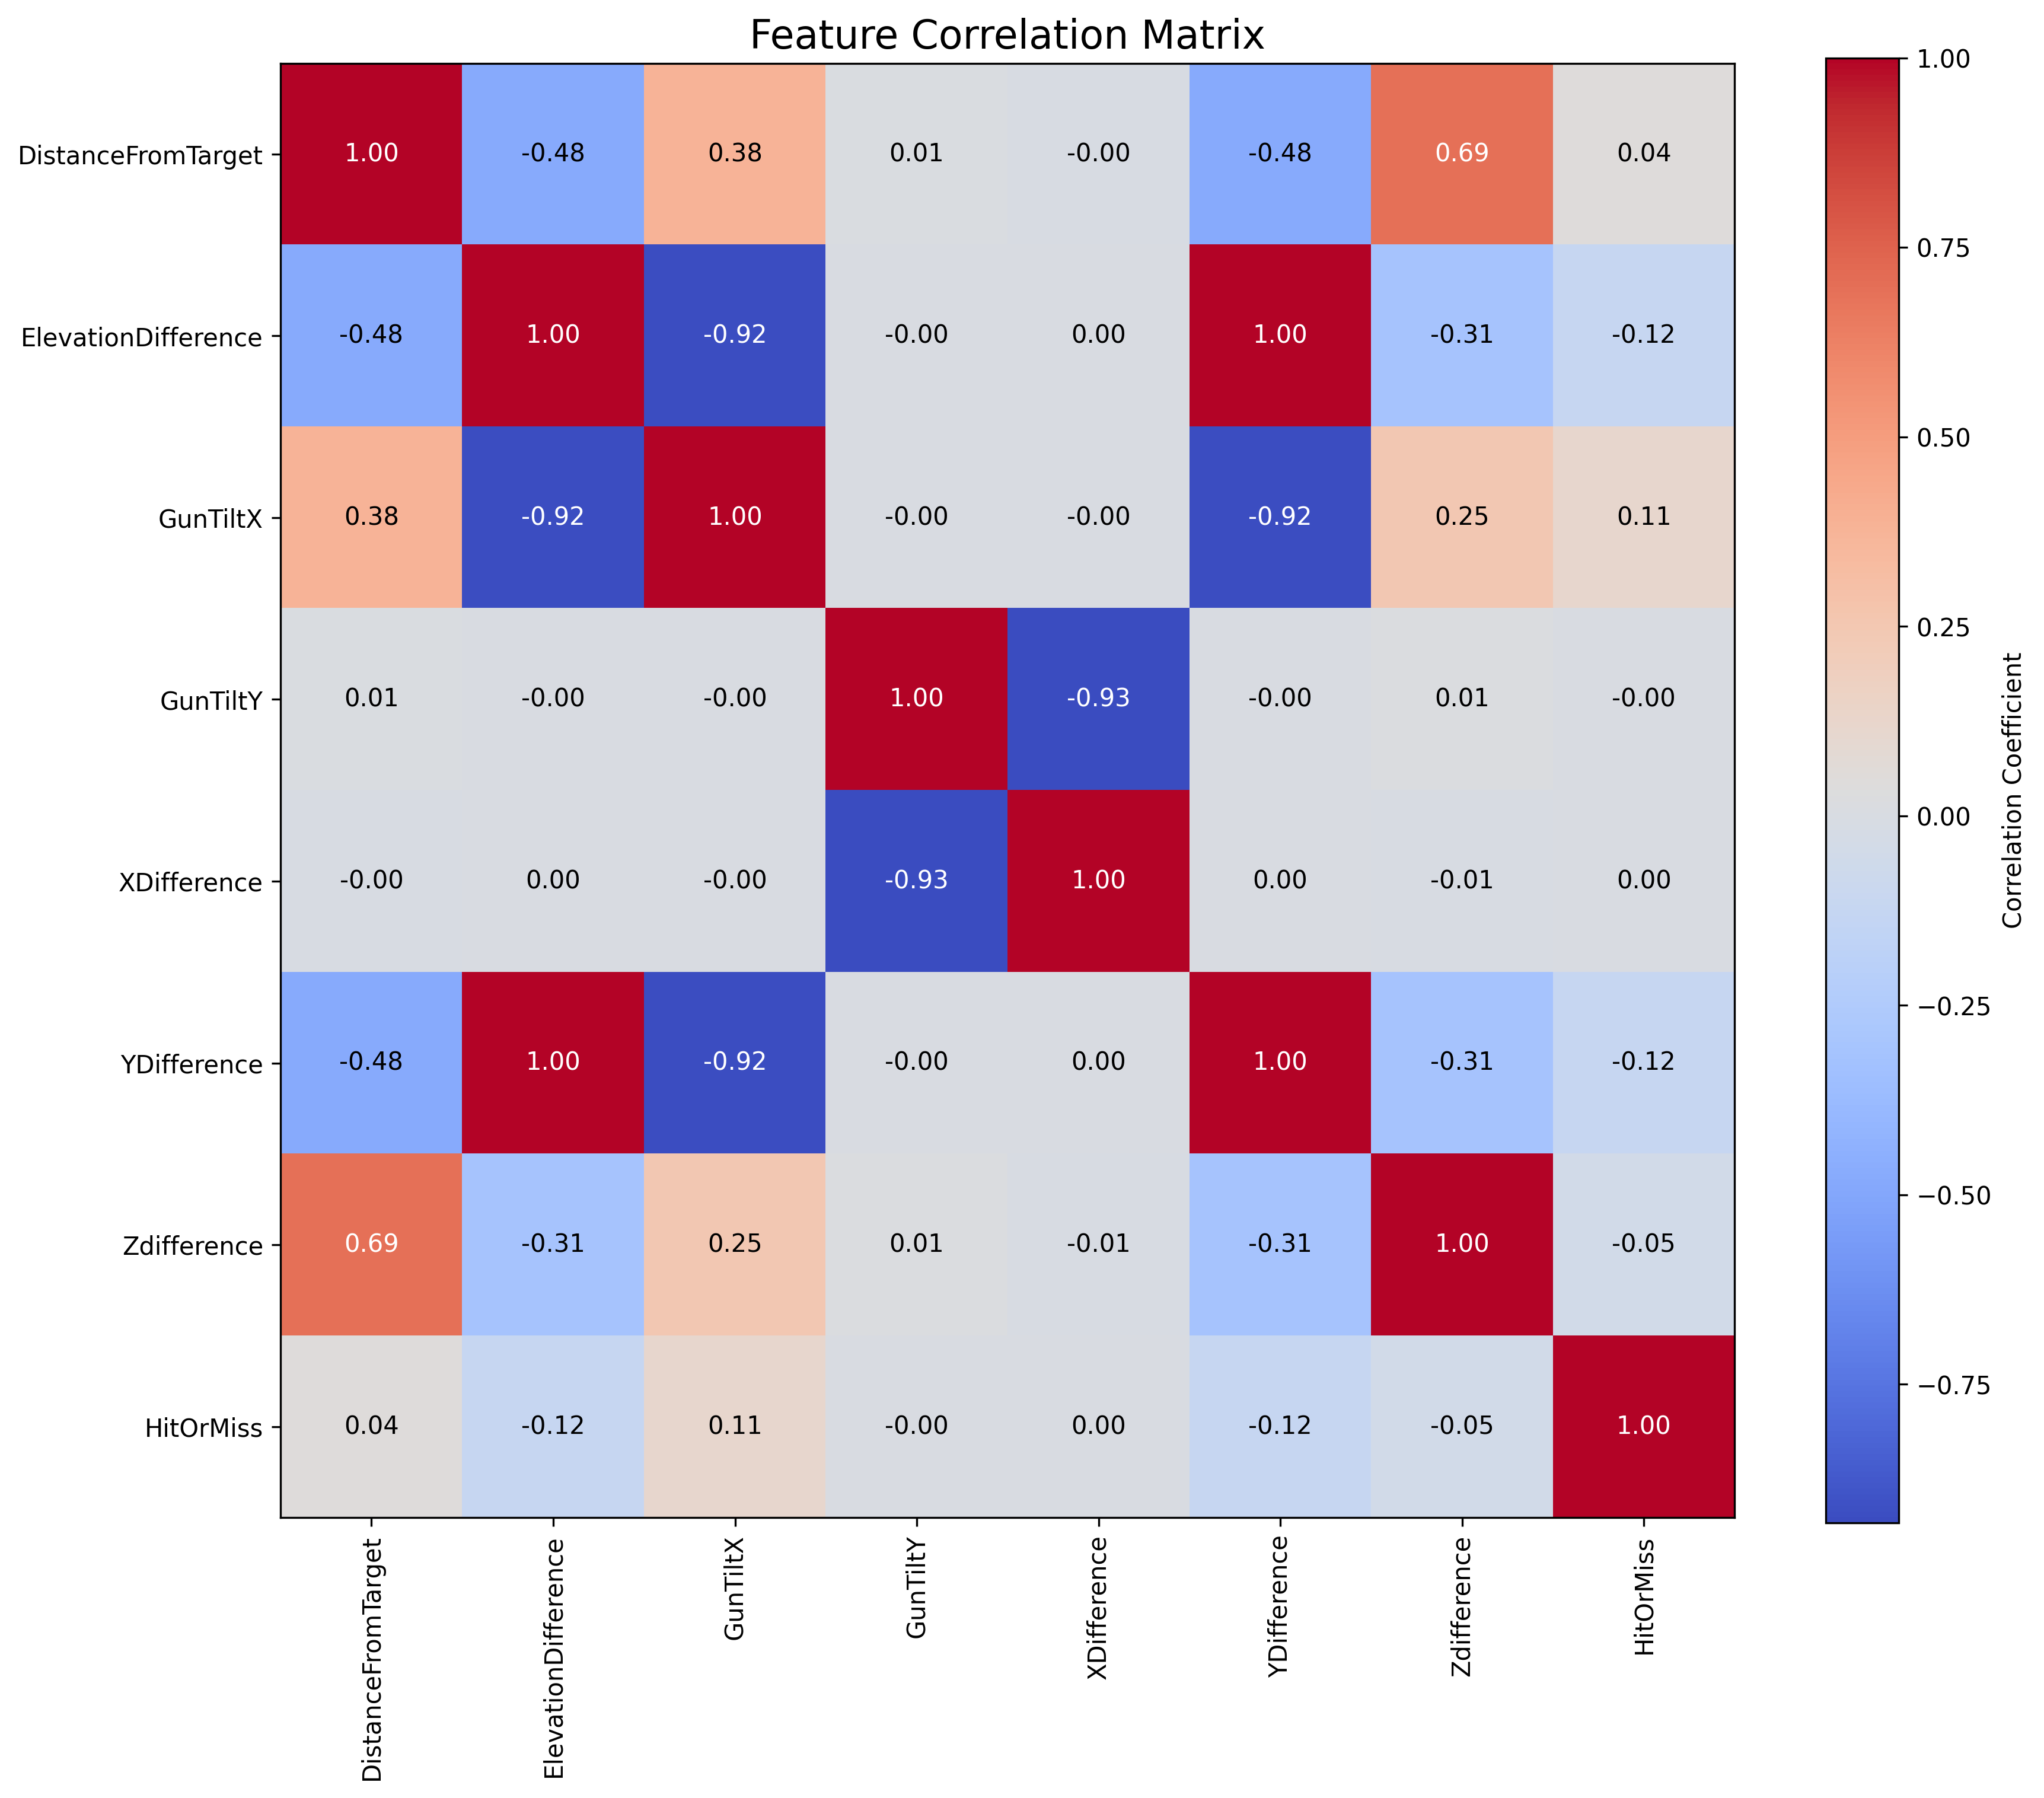 Feature Correlation Matrix
DistanceFromTarget 1.00 -0.48 0.38 0.01 -0.00 -0.48 0.69 0.04
ElevationDifference -0.48 1.00 -0.92 -0.00 0.00 1.00 -0.31 -0.12
GunTiltX 0.38 -0.92 1.00 -0.00 -0.00 -0.92 0.25 0.11
GunTiltY 0.01 -0.00 -0.00 1.00 -0.93 -0.00 0.01 -0.00
XDifference -0.00 0.00 -0.00 -0.93 1.00 0.00 -0.01 0.00
YDifference -0.48 1.00 -0.92 -0.00 0.00 1.00 -0.31 -0.12
Zdifference 0.69 -0.31 0.25 0.01 -0.01 -0.31 1.00 -0.05
HitOrMiss 0.04 -0.12 0.11 -0.00 0.00 -0.12 -0.05 1.00
DistanceFromTarget
ElevationDifference
GunTiltX
GunTiltY
XDifference
YDifference
Zdifference
HitOrMiss
1.00
0.75
0.50
0.25
0.00
−0.25
−0.50
−0.75
Correlation Coefficient